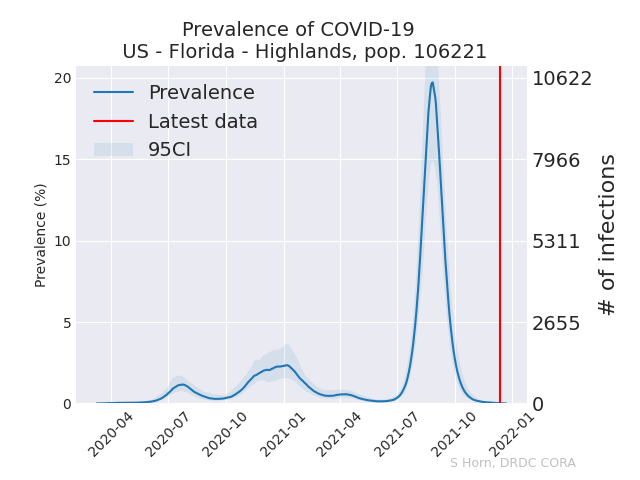 Prevalence of COVID-19
US - Florida - Highlands, pop. 106221
Prevalence
Latest data
95CI
Prevalence (%)
20
15
10
5
0
10622
7966
5311
2655
0
# of infections
2020-04
2020-07
2020-10
2021-01
2021-04
2021-07
2021-10
2022-01
S Horn, DRDC CORA